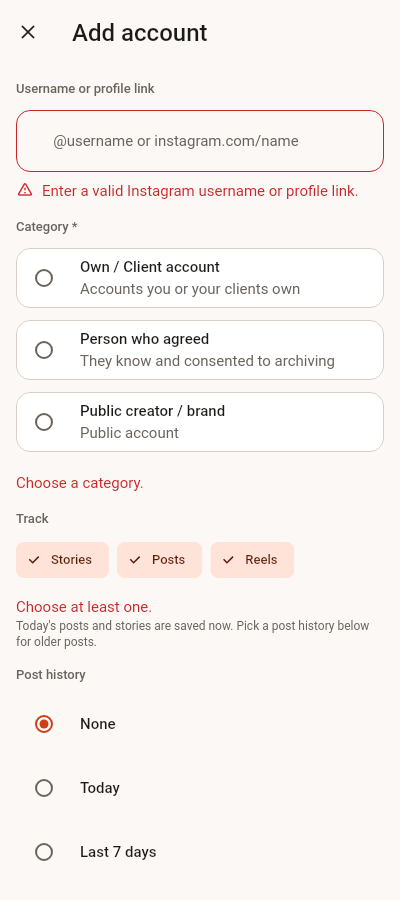 Add account
Username or profile link
@username or instagram.com/name
Enter a valid Instagram username or profile link.
Category *
Own / Client account
Accounts you or your clients own
Person who agreed
They know and consented to archiving
Public creator / brand
Public account
Choose a category.
Track
Stories Posts Reels
Choose at least one.
Today's posts and stories are saved now. Pick a post history below
for older posts.
Post history
None
Today
Last 7 days